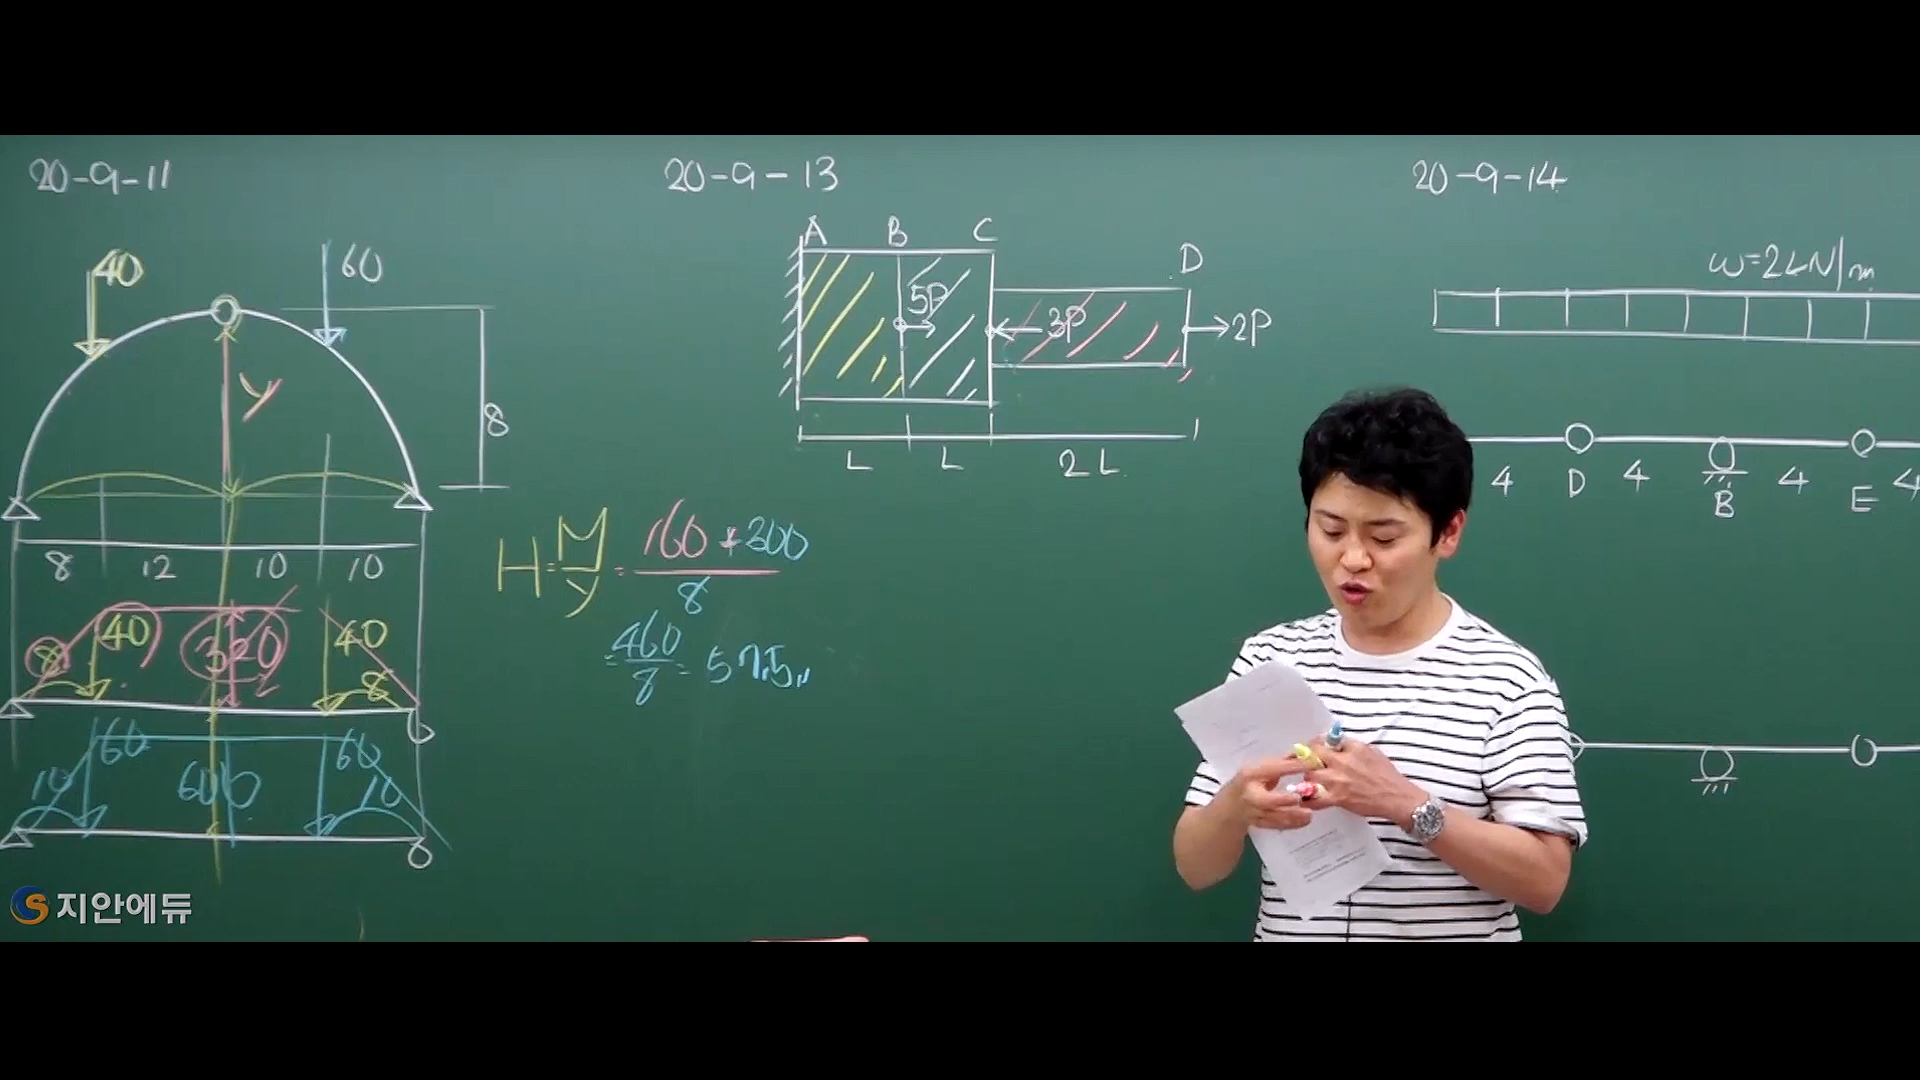 20-9-11
40
60
y
8
8 12 10 10
8 40 320 40 8
10 60 600 60 10
H=M/y=160+300/8
=460/8=57.5
20-9-13
A B C D
5P 3P 2P
L L 2L
20-9-14
w=2kN/m
4 D 4 B 4 E 4
지안에듀